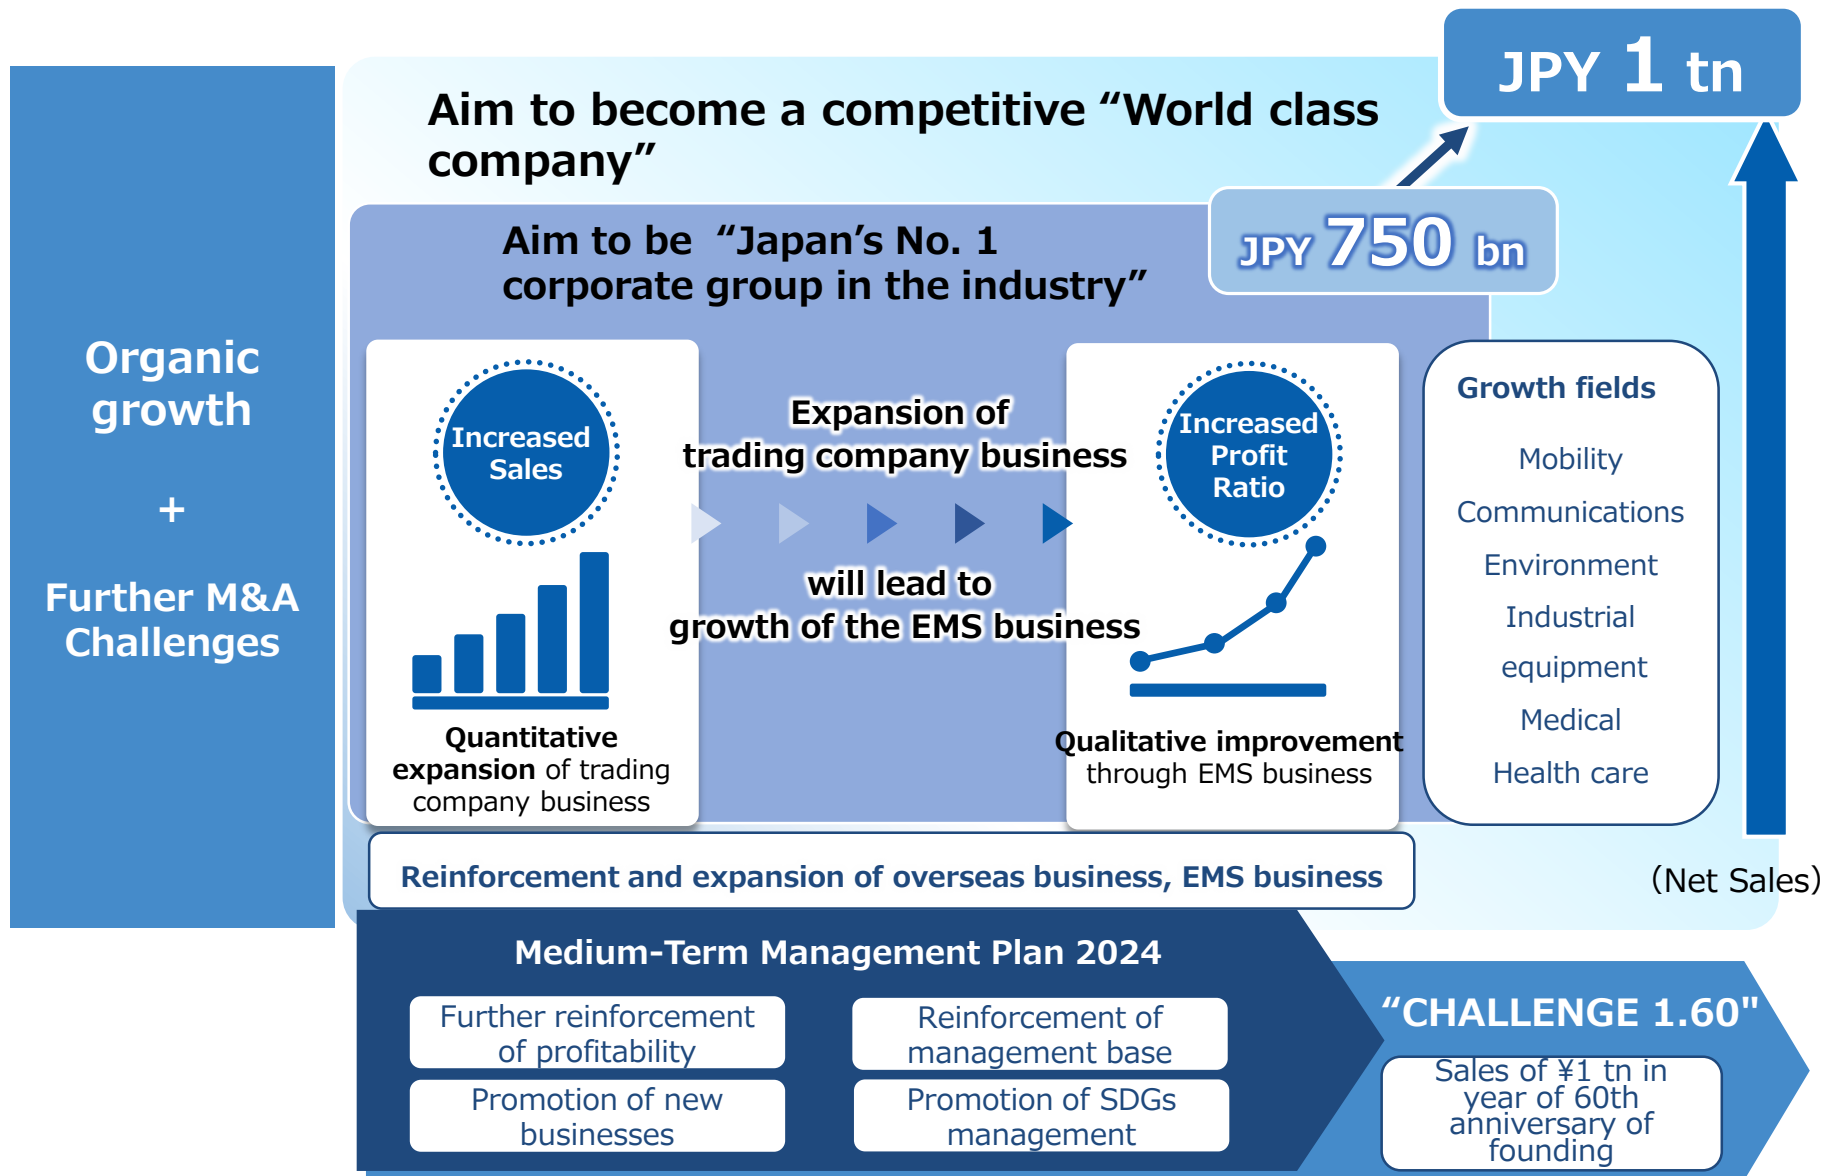 JPY 1 tn
Aim to become a competitive “World class
company”
Aim to be “Japan’s No. 1
corporate group in the industry”
JPY 750 bn
Organic
growth
+
Further M&A
Challenges
Increased
Sales
Quantitative
expansion of trading
company business
Expansion of
trading company business
will lead to
growth of the EMS business
Increased
Profit
Ratio
Qualitative improvement
through EMS business
Growth fields
Mobility
Communications
Environment
Industrial
equipment
Medical
Health care
Reinforcement and expansion of overseas business, EMS business
（Net Sales）
Medium-Term Management Plan 2024
Further reinforcement
of profitability
Reinforcement of
management base
Promotion of new
businesses
Promotion of SDGs
management
“CHALLENGE 1.60"
Sales of ¥1 tn in
year of 60th
anniversary of
founding